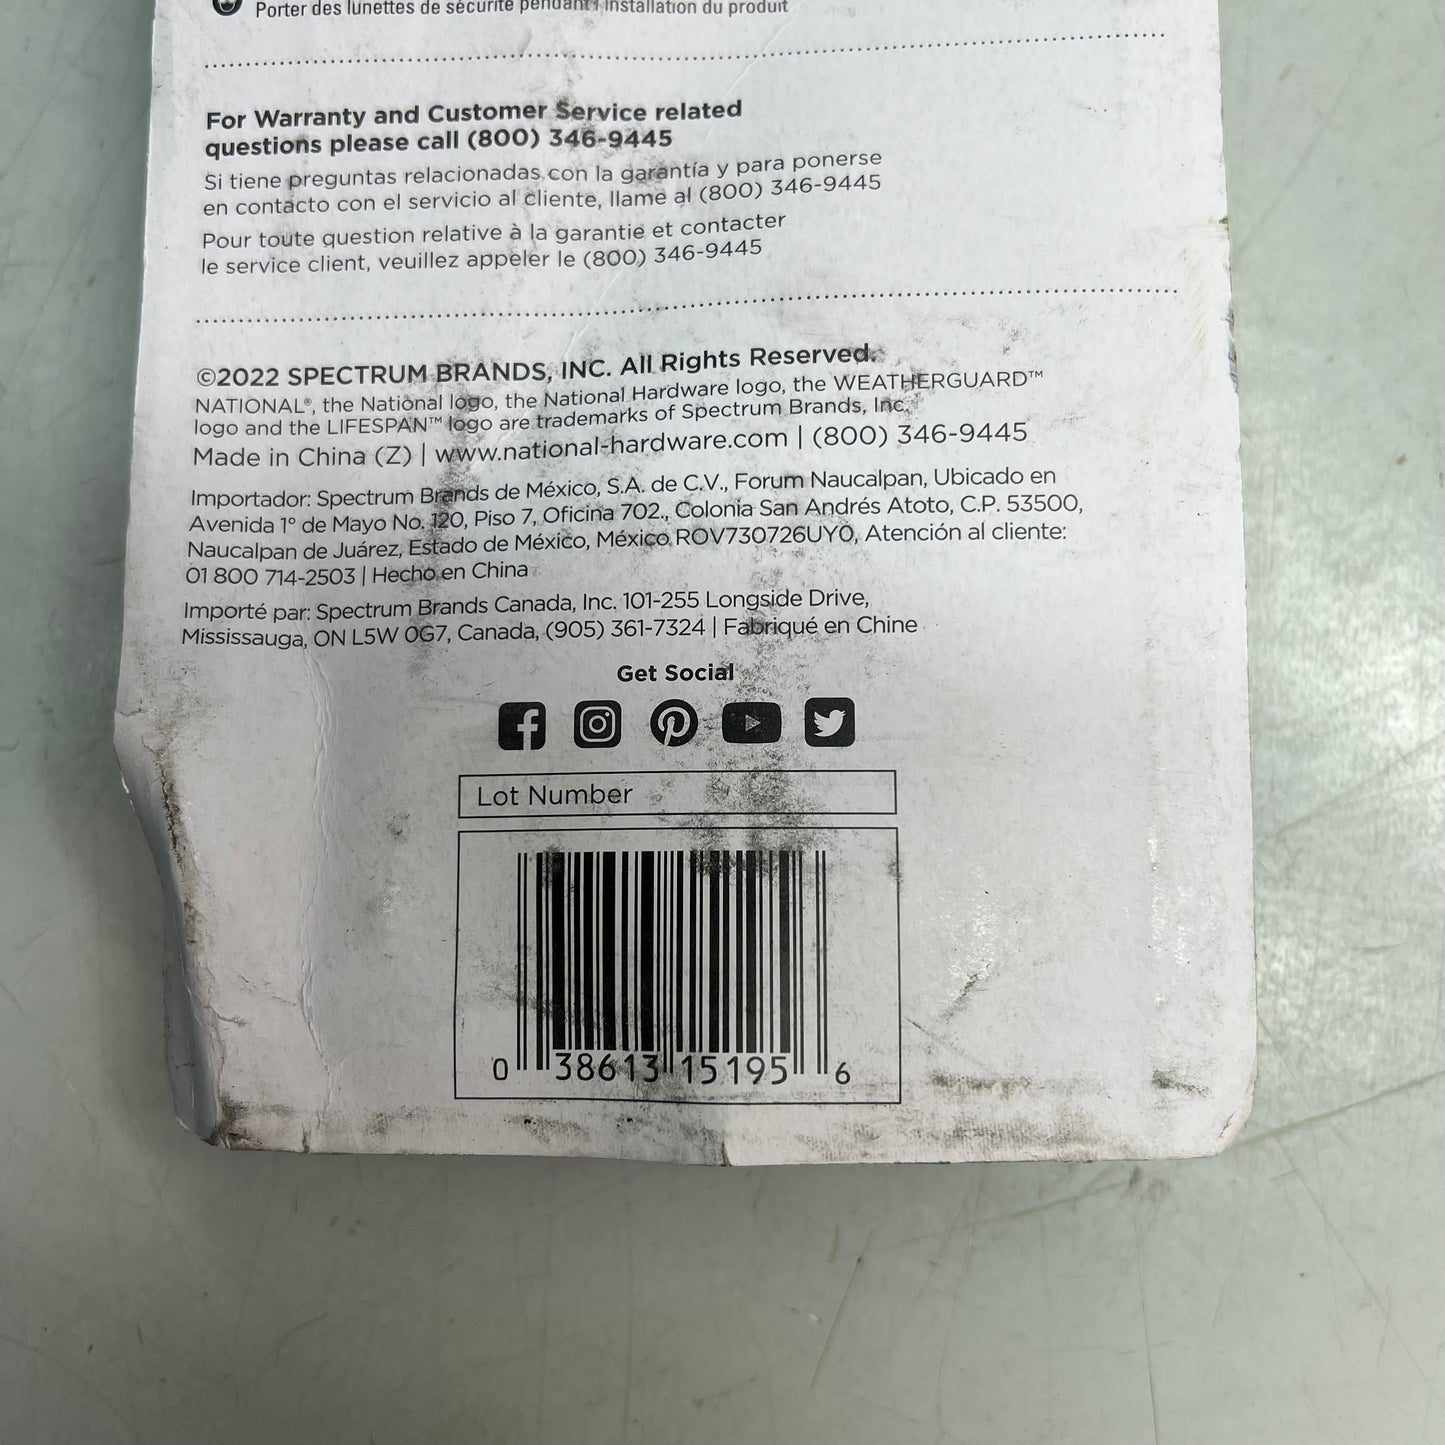 Porter des lunettes de sécurité pendant l'installation du produit
For Warranty and Customer Service related
questions please call (800) 346-9445
Si tiene preguntas relacionadas con la garantía y para ponerse
en contacto con el servicio al cliente, llame al (800) 346-9445
Pour toute question relative à la garantie et contacter
le service client, veuillez appeler le (800) 346-9445
©2022 SPECTRUM BRANDS, INC. All Rights Reserved.
NATIONAL®, the National logo, the National Hardware logo, the WEATHERGUARD™
logo and the LIFESPAN™ logo are trademarks of Spectrum Brands, Inc.
Made in China (Z) | www.national-hardware.com | (800) 346-9445
Importador: Spectrum Brands de México, S.A. de C.V., Forum Naucalpan, Ubicado en
Avenida 1º de Mayo No. 120, Piso 7, Oficina 702., Colonia San Andrés Atoto, C.P. 53500,
Naucalpan de Juárez, Estado de México, México ROV730726UY0, Atención al cliente:
01 800 714-2503 | Hecho en China
Importé par: Spectrum Brands Canada, Inc. 101-255 Longside Drive,
Mississauga, ON L5W 0G7, Canada, (905) 361-7324 | Fabriqué en Chine
Get Social
Lot Number
0 38613 15195 6